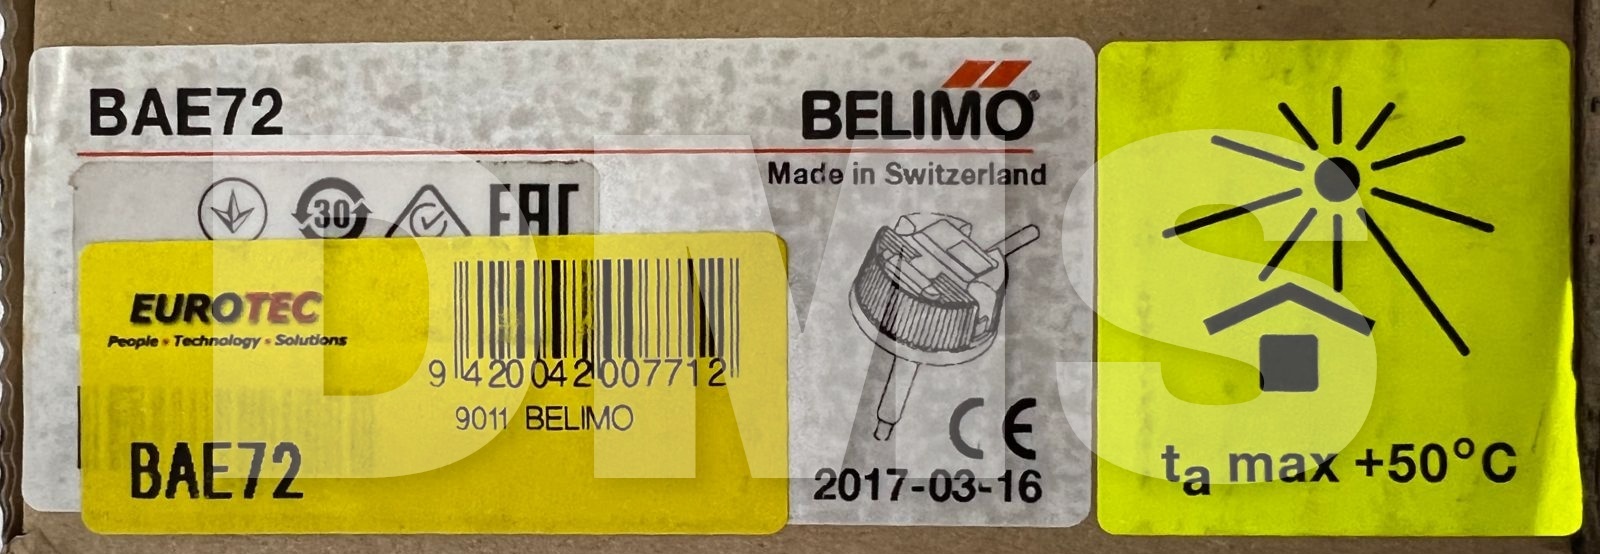 BAE72
BELIMO
Made in Switzerland
30
EAC
EUROTEC
People • Technology • Solutions
9 420042 007712
9011 BELIMO
BAE72
CE
2017-03-16
ta max +50°C
DMS